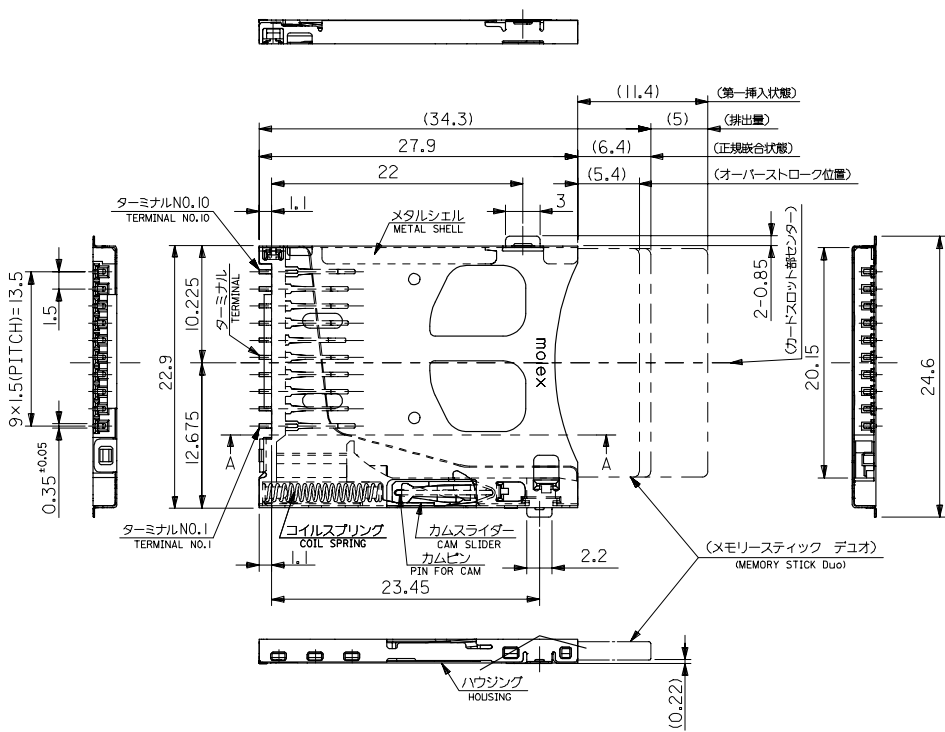 (11.4)
(第一挿入状態)
(34.3)
(5)
(排出量)
27.9
(6.4)
(正規嵌合状態)
22
(5.4)
(オーバーストローク位置)
ターミナルNO.10
TERMINAL NO.10
1.1
メタルシェル
METAL SHELL
3
2-0.85
(カードスロット部センター)
ターミナル
TERMINAL
10.225
1.5
9×1.5(PITCH)=13.5
22.9
molex
20.15
24.6
12.675
0.35 ±0.05
A
A
ターミナルNO.1
TERMINAL NO.1
コイルスプリング
COIL SPRING
カムスライダー
CAM SLIDER
カムピン
PIN FOR CAM
(メモリースティック デュオ)
(MEMORY STICK Duo)
1.1
2.2
23.45
ハウジング
HOUSING
(0.22)